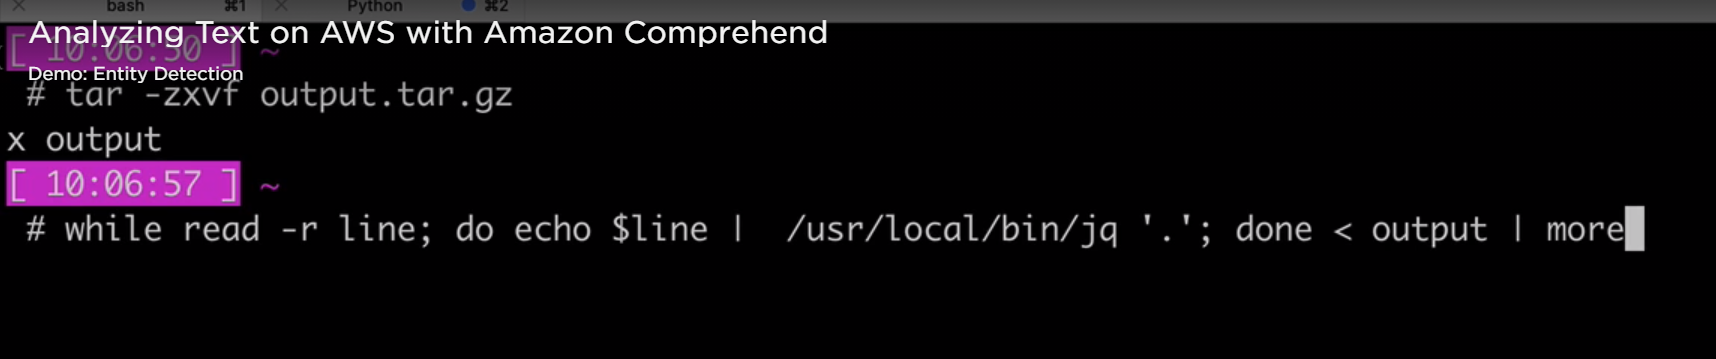 bash ⌘1 Python ⌘2
Analyzing Text on AWS with Amazon Comprehend
[ 10:06:50 ] ~
Demo: Entity Detection
# tar -zxvf output.tar.gz
x output
[ 10:06:57 ] ~
# while read -r line; do echo $line | /usr/local/bin/jq '.'; done < output | more